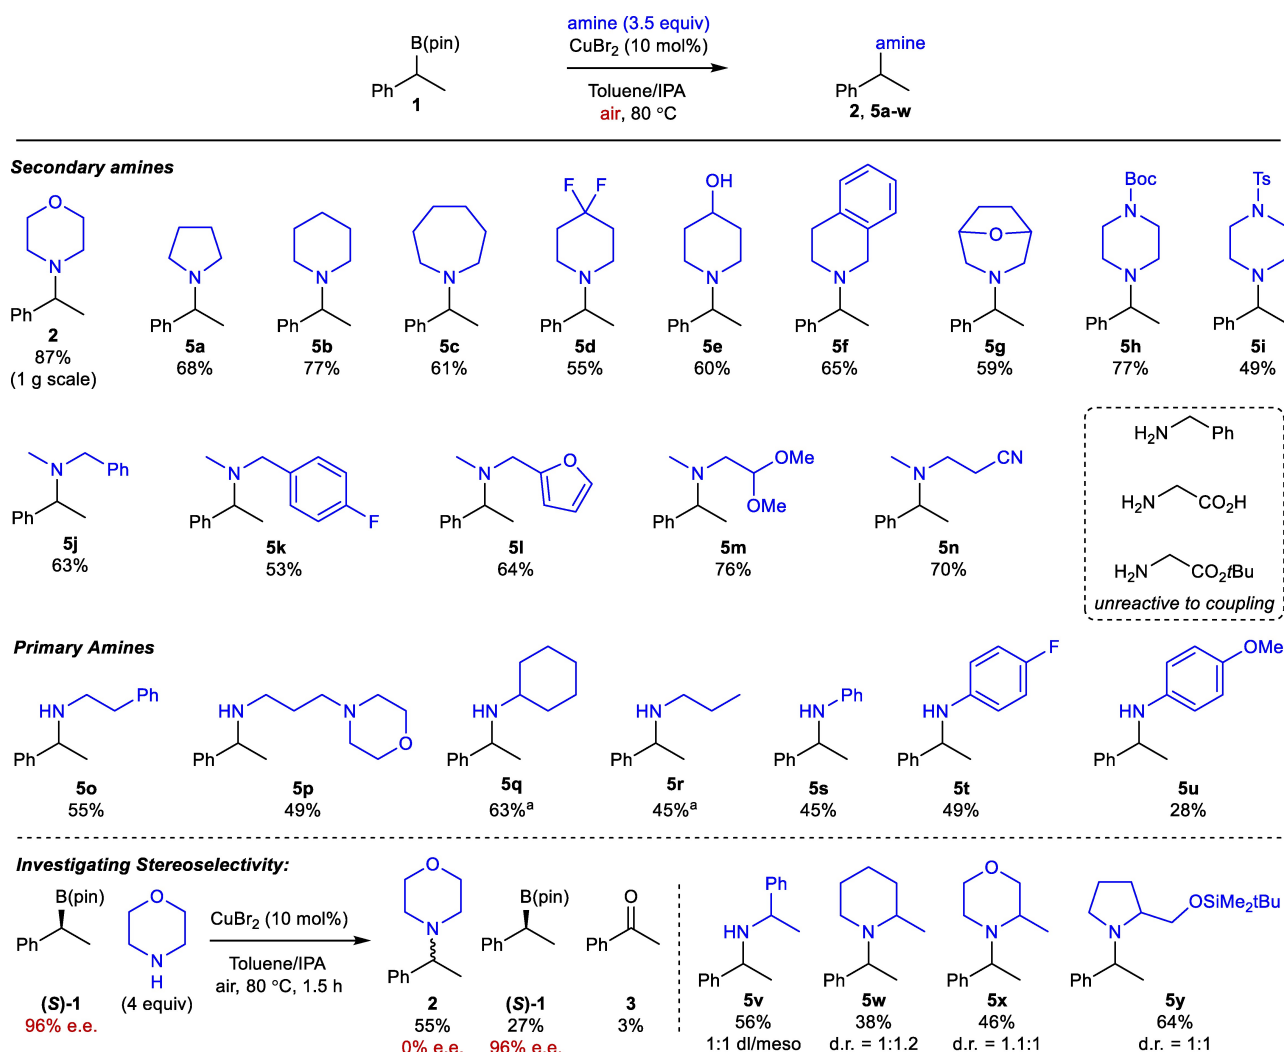 B(pin)
Ph
1
amine (3.5 equiv)
CuBr2 (10 mol%)
Toluene/IPA
air, 80 °C
amine
Ph
2, 5a-w
Secondary amines
O
N
Ph
2
87%
(1 g scale)
N
Ph
5a
68%
N
Ph
5b
77%
N
Ph
5c
61%
F F
N
Ph
5d
55%
OH
N
Ph
5e
60%
N
Ph
5f
65%
O
N
Ph
5g
59%
Boc
N
N
Ph
5h
77%
Ts
N
N
Ph
5i
49%
N Ph
Ph
5j
63%
N
F
Ph
5k
53%
N O
Ph
5l
64%
N OMe
OMe
Ph
5m
76%
N CN
Ph
5n
70%
H2N Ph
H2N CO2H
H2N CO2tBu
unreactive to coupling
Primary Amines
HN Ph
Ph
5o
55%
HN N
O
Ph
5p
49%
HN
Ph
5q
63%a
HN
Ph
5r
45%a
HN Ph
Ph
5s
45%
HN F
Ph
5t
49%
HN OMe
Ph
5u
28%
Investigating Stereoselectivity:
B(pin)
Ph
(S)-1
96% e.e.
O
N
H
(4 equiv)
CuBr2 (10 mol%)
Toluene/IPA
air, 80 °C, 1.5 h
O
N
Ph
2
55%
0% e.e.
B(pin)
Ph
(S)-1
27%
96% e.e.
O
Ph
3
3%
Ph
HN
Ph
5v
56%
1:1 dl/meso
N
Ph
5w
38%
d.r. = 1:1.2
O
N
Ph
5x
46%
d.r. = 1.1:1
N OSiMe2tBu
Ph
5y
64%
d.r. = 1:1